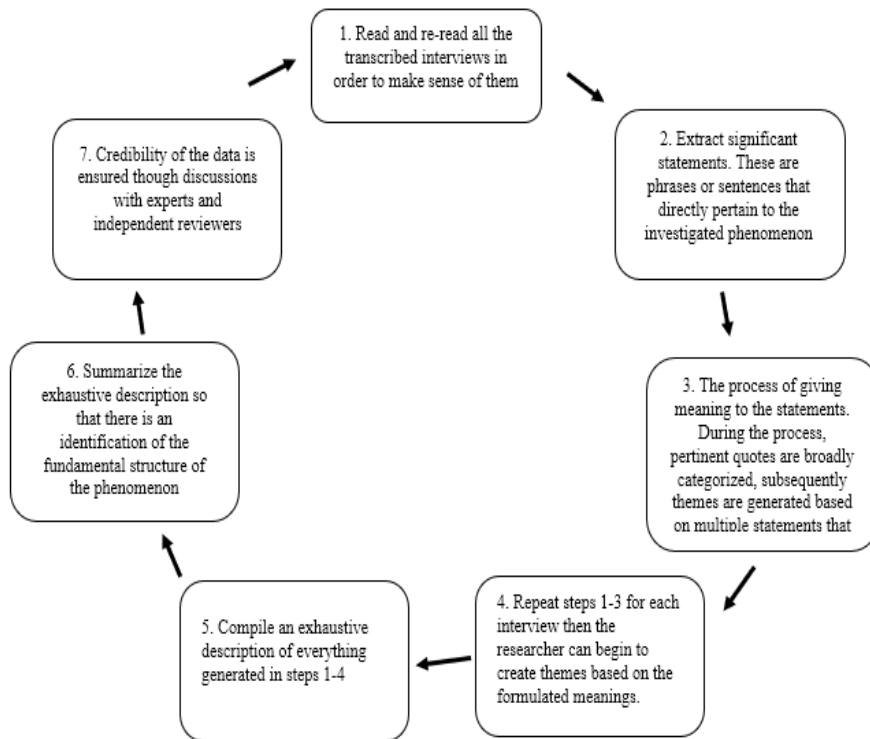 1. Read and re-read all the
transcribed interviews in
order to make sense of them
2. Extract significant
statements. These are
phrases or sentences that
directly pertain to the
investigated phenomenon
3. The process of giving
meaning to the statements.
During the process,
pertinent quotes are broadly
categorized, subsequently
themes are generated based
on multiple statements that
4. Repeat steps 1-3 for each
interview then the
researcher can begin to
create themes based on the
formulated meanings.
5. Compile an exhaustive
description of everything
generated in steps 1-4
6. Summarize the
exhaustive description so
that there is an
identification of the
fundamental structure of
the phenomenon
7. Credibility of the data is
ensured though discussions
with experts and
independent reviewers